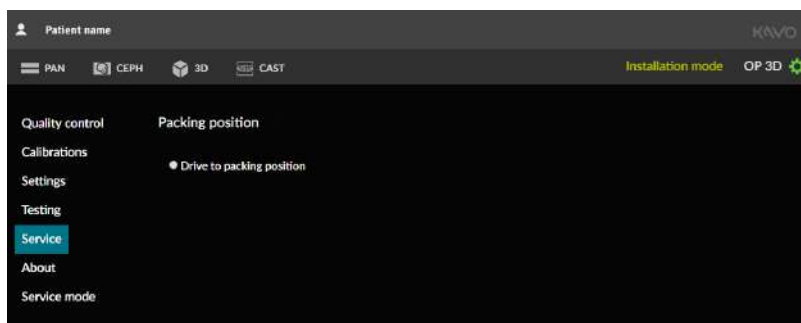 Patient name
KAVO
PAN CEPH 3D CAST Installation mode OP 3D
Quality control
Packing position
Calibrations
Drive to packing position
Settings
Testing
Service
About
Service mode